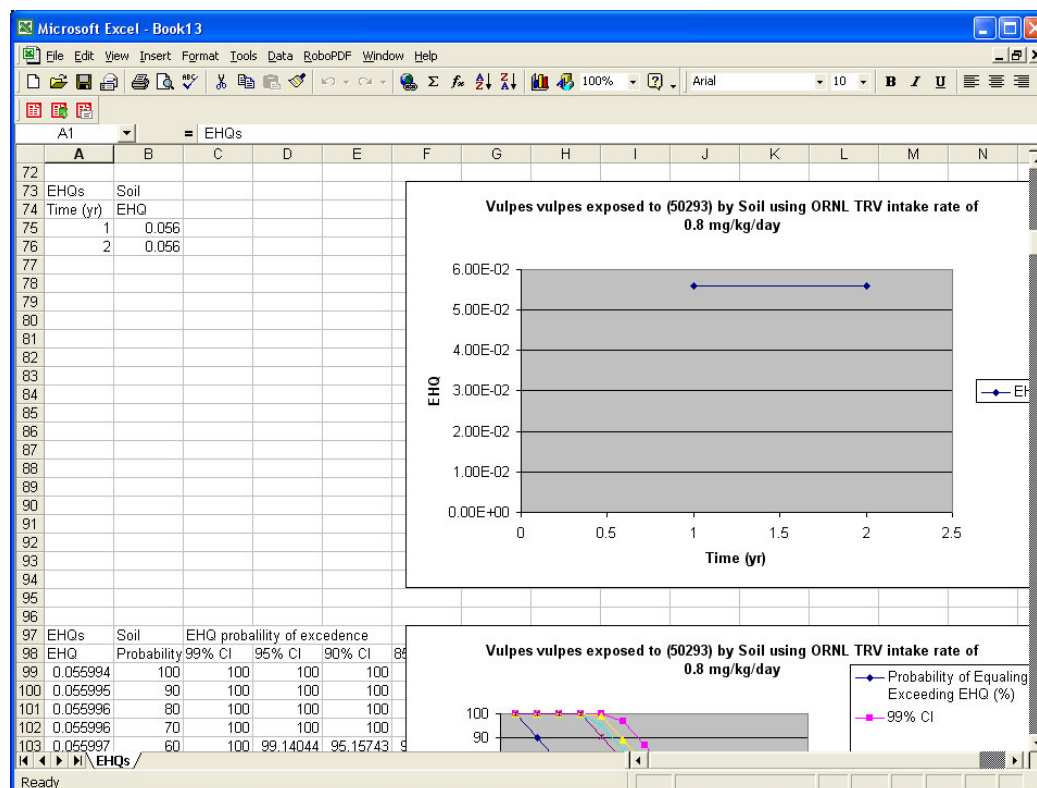 Microsoft Excel - Book13
File Edit View Insert Format Tools Data RoboPDF Window Help
100% Arial 10 B I U
A1 = EHQs
A B C D E F G H I J K L M N
72
73 EHQs Soil
74 Time (yr) EHQ
75 1 0.056
76 2 0.056
77
78
79
80
81
82
83
84
85
86
87
88
89
90
91
92
93
94
95
96
Vulpes vulpes exposed to (50293) by Soil using ORNL TRV intake rate of
0.8 mg/kg/day
6.00E-02
5.00E-02
4.00E-02
3.00E-02
2.00E-02
1.00E-02
0.00E+00
EHQ
0 0.5 1 1.5 2 2.5
Time (yr)
EH
97 EHQs Soil EHQ probalility of excedence
98 EHQ Probability 99% CI 95% CI 90% CI 85
99 0.055994 100 100 100 100
100 0.055995 90 100 100 100
101 0.055996 80 100 100 100
102 0.055996 70 100 100 100
103 0.055997 60 100 99.14044 95.15743 9
Vulpes vulpes exposed to (50293) by Soil using ORNL TRV intake rate of
0.8 mg/kg/day
100
90
Probability of Equaling
Exceeding EHQ (%)
99% CI
EHQs
Ready